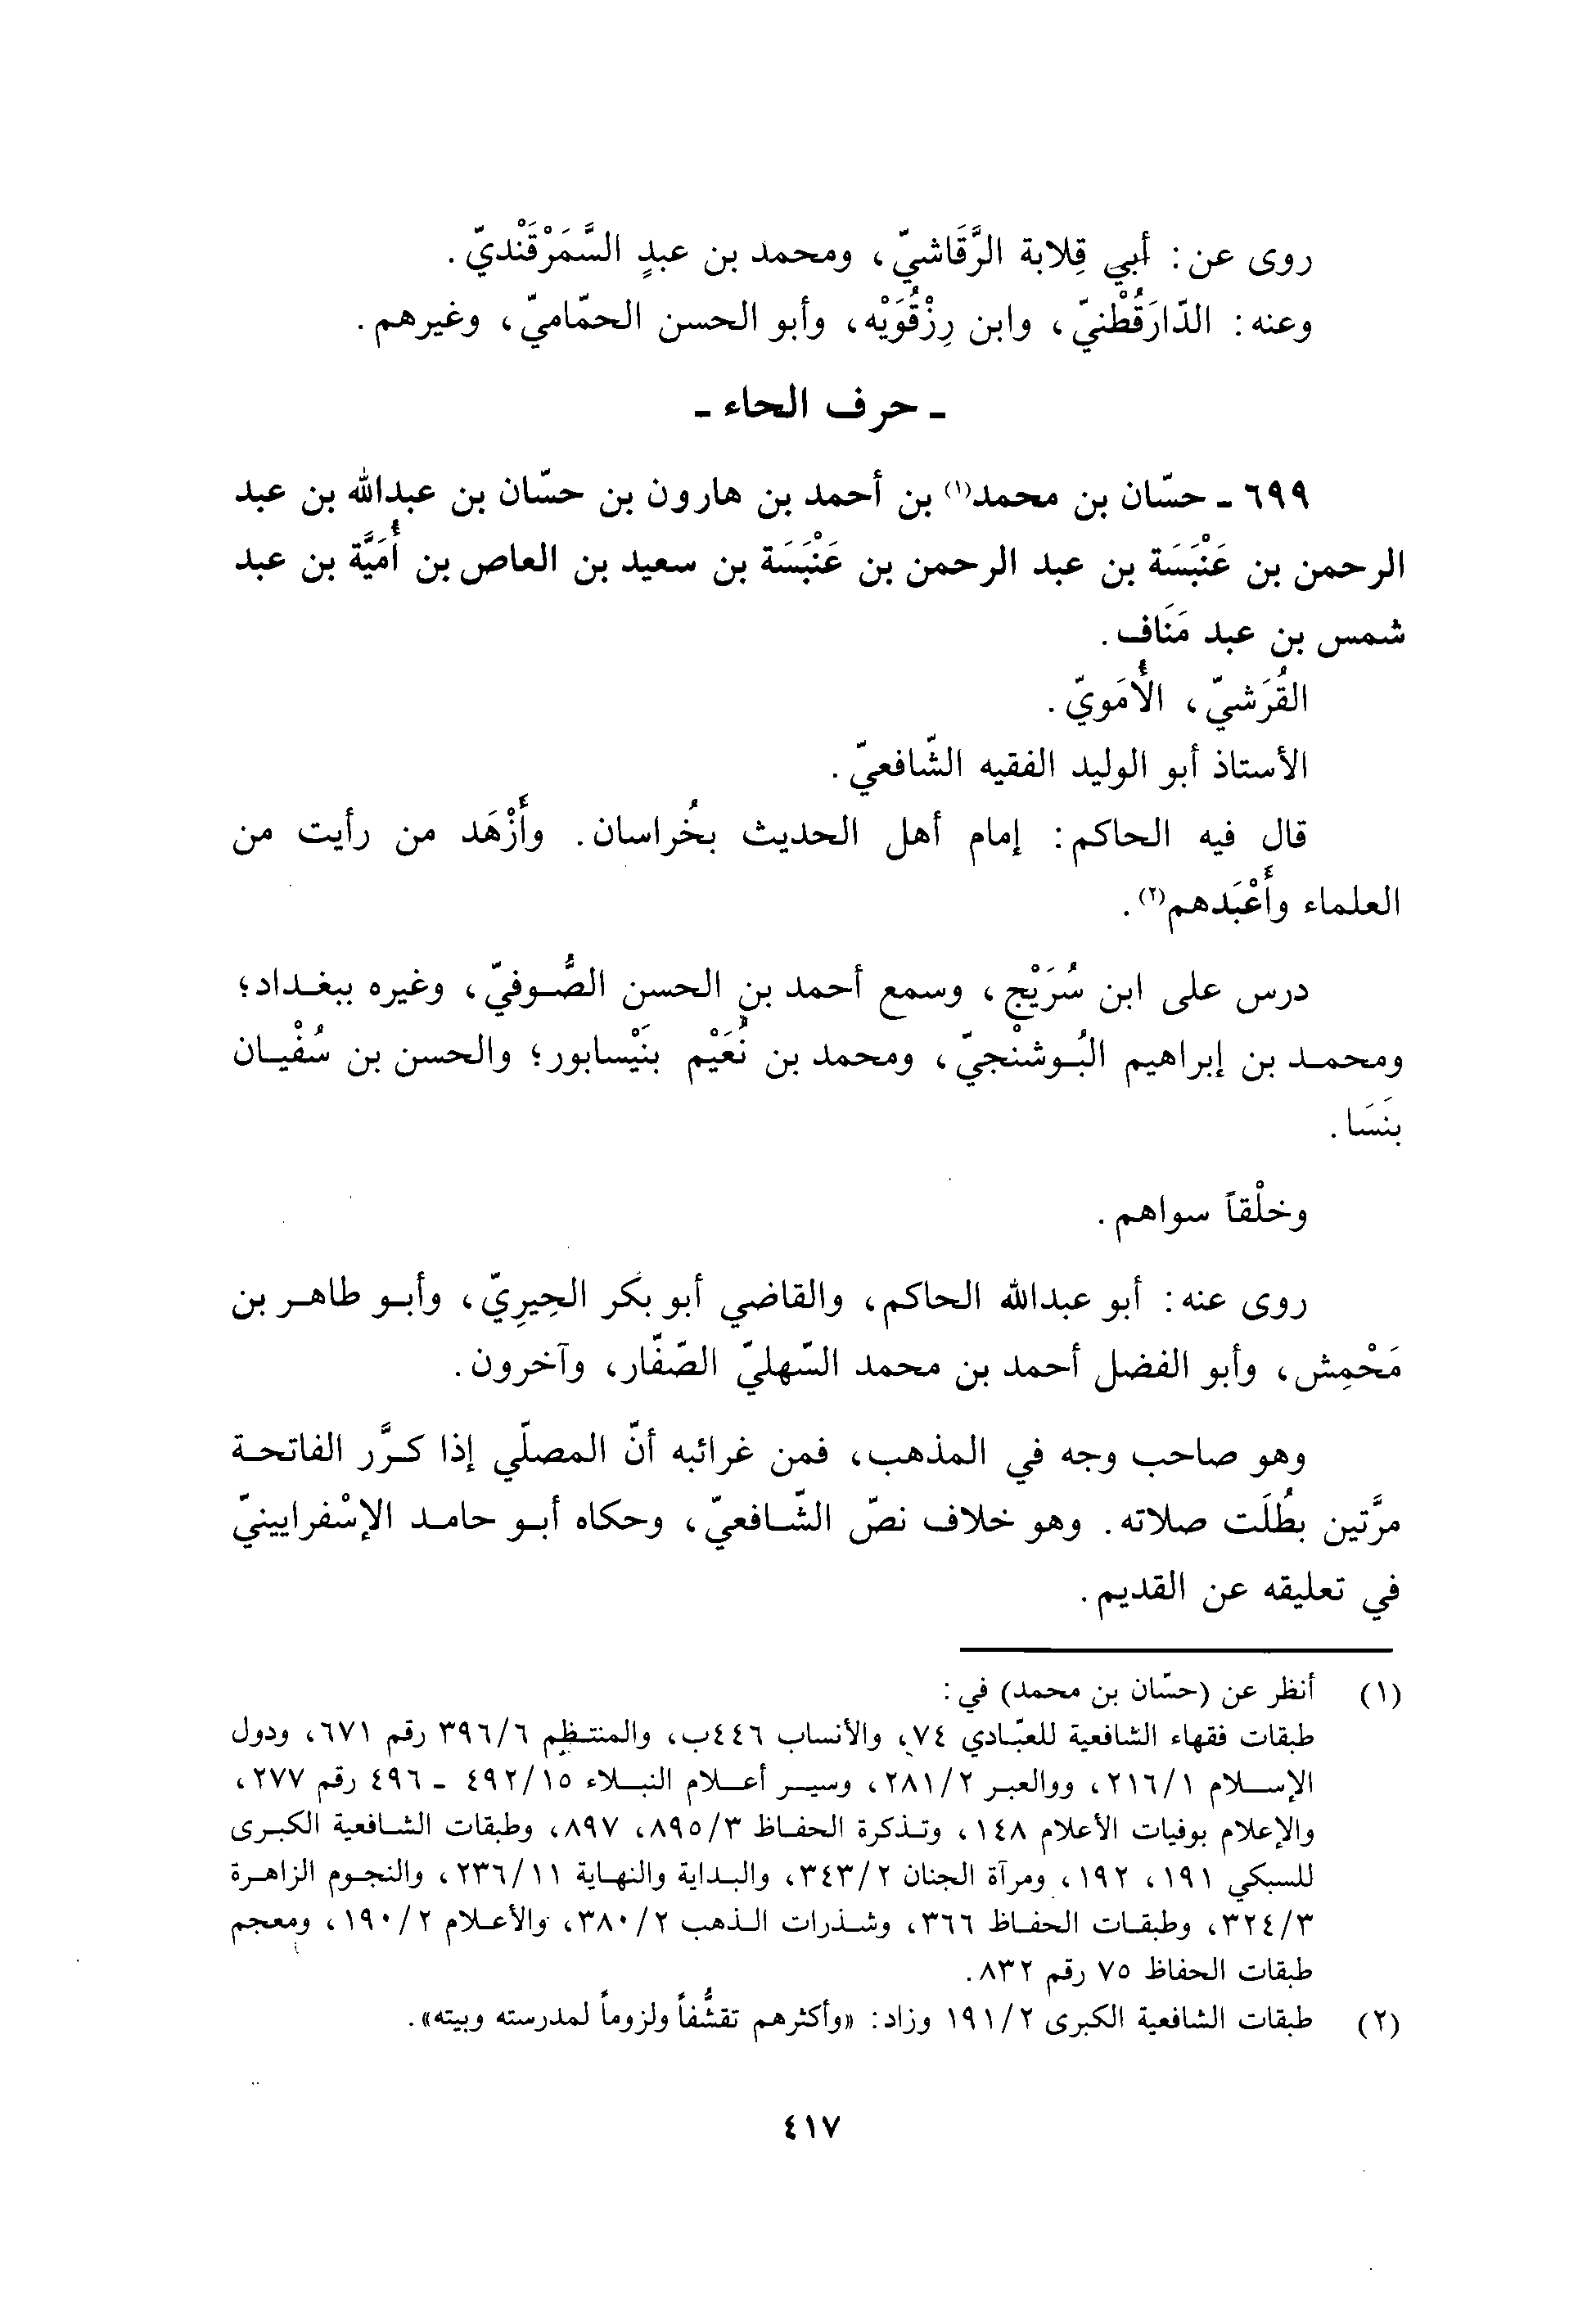 روى عن: أبي قِلابة الرَّقَاشيّ، ومحمد بن عبدٍ السَّمَرْقَنْديّ.
وعنه: الدّارَقُطْنيّ، وابن رِزْقُوَيْه، وأبو الحسن الحمّاميّ، وغيرهم.
ـ حرف الحاء ـ
٦٩٩ ـ حسّان بن محمد(١) بن أحمد بن هارون بن حسّان بن عبدالله بن عبد
الرحمن بن عَنْبَسَة بن عبد الرحمن بن عَنْبَسَة بن سعيد بن العاص بن أُمَيَّة بن عبد
شمس بن عبد مَنَاف.
القُرَشيّ، الأُمَويّ.
الأستاذ أبو الوليد الفقيه الشّافعيّ.
قال فيه الحاكم: إمام أهل الحديث بخُراسان. وأَزْهَد من رأيت من
العلماء وأَعْبَدهم(٢).
درس على ابن سُرَيْج، وسمع أحمد بن الحسن الصُّوفيّ، وغيره ببغداد؛
ومحمد بن إبراهيم البُوشنْجيّ، ومحمد بن نُعَيْم بنَيْسابور؛ والحسن بن سُفْيان
بنَسَا.
وخلْقاً سواهم.
روى عنه: أبو عبدالله الحاكم، والقاضي أبو بكر الحِيرِيّ، وأبو طاهر بن
مَحْمِش، وأبو الفضل أحمد بن محمد السّهليّ الصّفّار، وآخرون.
وهو صاحب وجه في المذهب، فمن غرائبه أنّ المصلّي إذا كرَّر الفاتحة
مرَّتين بطُلَت صلاته. وهو خلاف نصّ الشّافعيّ، وحكاه أبو حامد الإسْفرايينيّ
في تعليقه عن القديم.
(١) أنظر عن (حسّان بن محمد) في:
طبقات فقهاء الشافعية للعبّادي ٧٤، والأنساب ٤٤٦ب، والمنتظم ٣٩٦/٦ رقم ٦٧١، ودول
الإسلام ٢١٦/١، ووالعبر ٢٨١/٢، وسير أعلام النبلاء ٤٩٢/١٥ ـ ٤٩٦ رقم ٢٧٧،
والإعلام بوفيات الأعلام ١٤٨، وتذكرة الحفاظ ٨٩٥/٣، ٨٩٧، وطبقات الشافعية الكبرى
للسبكي ١٩١، ١٩٢، ومرآة الجنان ٣٤٣/٢، والبداية والنهاية ٢٣٦/١١، والنجوم الزاهرة
٣٢٤/٣، وطبقات الحفاظ ٣٦٦، وشذرات الذهب ٣٨٠/٢، والأعلام ١٩٠/٢، ومعجم
طبقات الحفاظ ٧٥ رقم ٨٣٢.
(٢) طبقات الشافعية الكبرى ١٩١/٢ وزاد: «وأكثرهم تقشُّفاً ولزوماً لمدرسته وبيته».
٤١٧